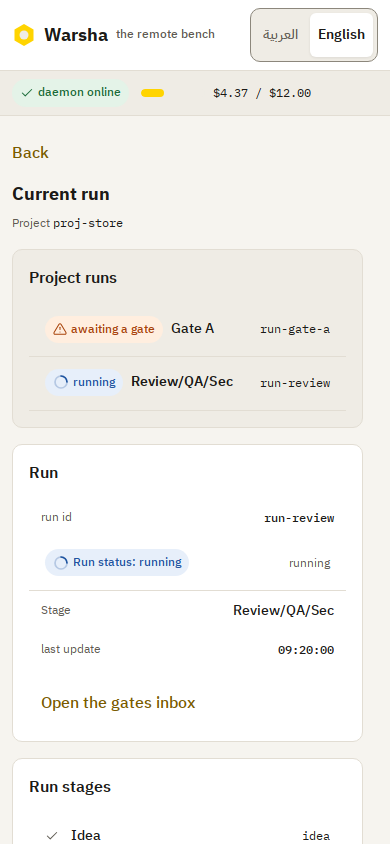 Warsha the remote bench العربية English
daemon online $4.37 / $12.00
Back
Current run
Project proj-store
Project runs
awaiting a gate Gate A run-gate-a
running Review/QA/Sec run-review
Run
run id run-review
Run status: running running
Stage Review/QA/Sec
last update 09:20:00
Open the gates inbox
Run stages
Idea idea